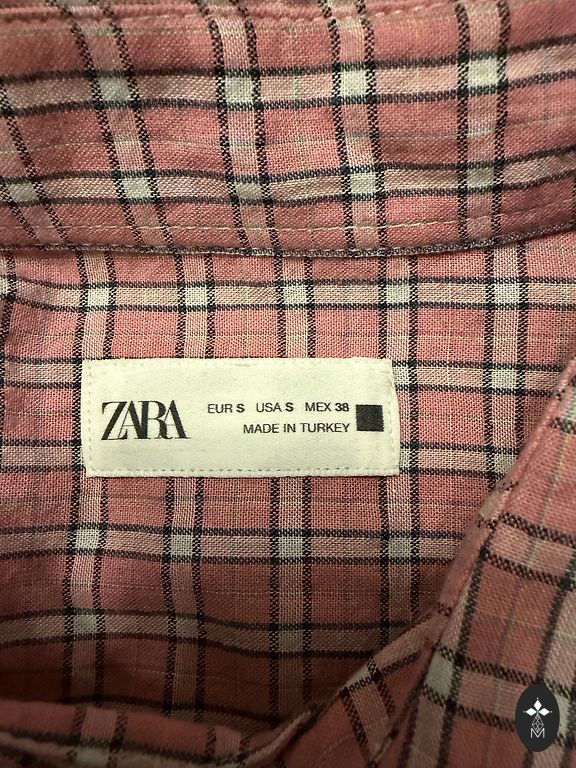 ZARA
EUR S USA S MEX 38
MADE IN TURKEY
M